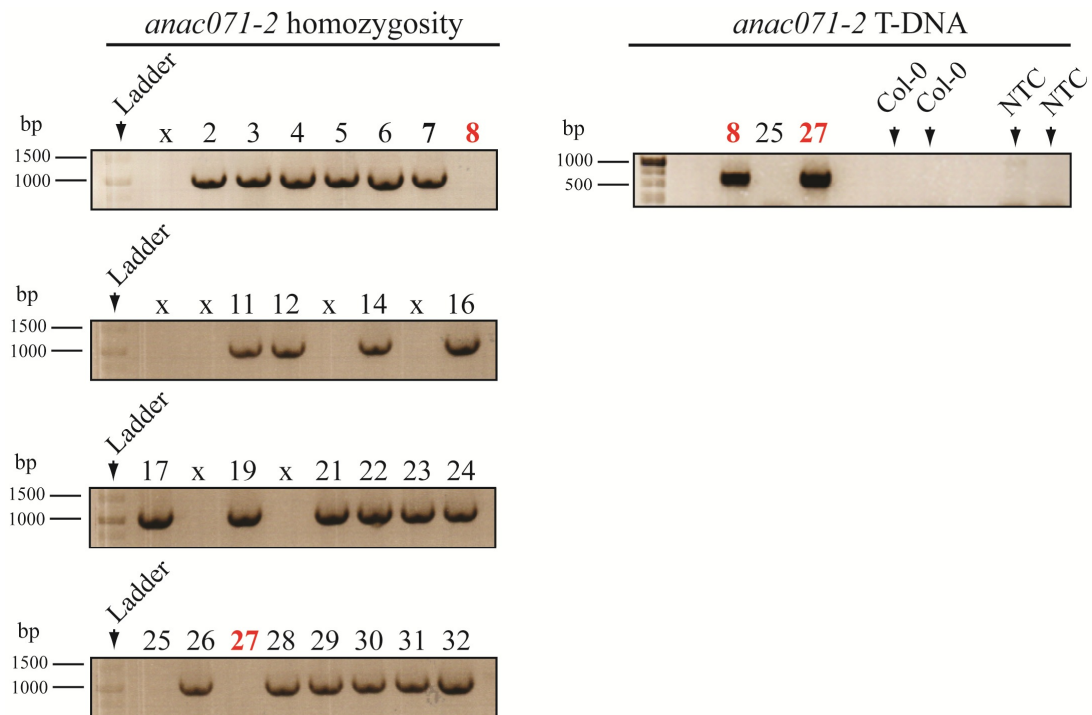 anac071-2 homozygosity
Ladder
bp x 2 3 4 5 6 7 8
1500
1000
Ladder
bp x x 11 12 x 14 x 16
1500
1000
Ladder
bp 17 x 19 x 21 22 23 24
1500
1000
Ladder
bp 25 26 27 28 29 30 31 32
1500
1000
anac071-2 T-DNA
Col-0 Col-0 NTC NTC
bp 8 25 27
1000
500